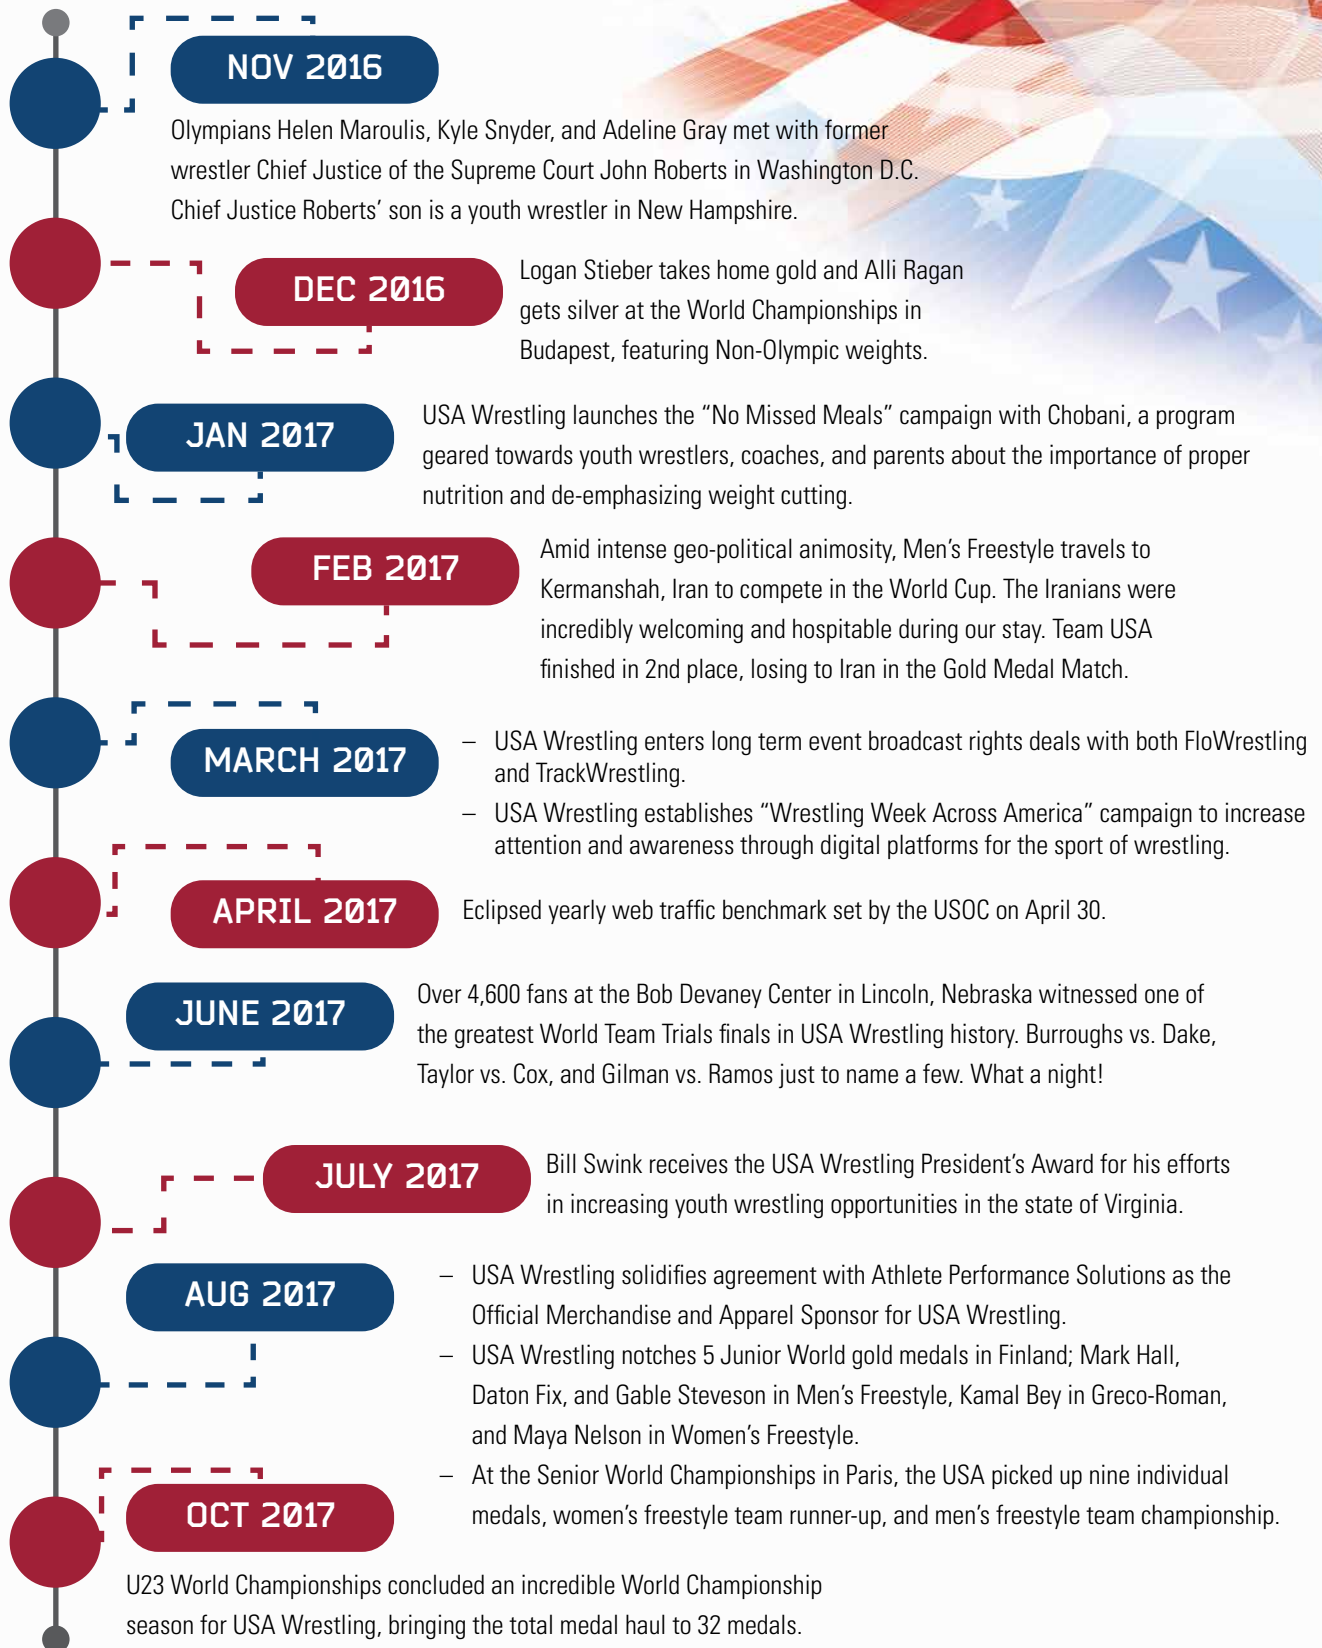 NOV 2016
Olympians Helen Maroulis, Kyle Snyder, and Adeline Gray met with former
wrestler Chief Justice of the Supreme Court John Roberts in Washington D.C.
Chief Justice Roberts’ son is a youth wrestler in New Hampshire.
DEC 2016
Logan Stieber takes home gold and Alli Ragan
gets silver at the World Championships in
Budapest, featuring Non-Olympic weights.
JAN 2017
USA Wrestling launches the “No Missed Meals” campaign with Chobani, a program
geared towards youth wrestlers, coaches, and parents about the importance of proper
nutrition and de-emphasizing weight cutting.
FEB 2017
Amid intense geo-political animosity, Men’s Freestyle travels to
Kermanshah, Iran to compete in the World Cup. The Iranians were
incredibly welcoming and hospitable during our stay. Team USA
finished in 2nd place, losing to Iran in the Gold Medal Match.
MARCH 2017
– USA Wrestling enters long term event broadcast rights deals with both FloWrestling
and TrackWrestling.
– USA Wrestling establishes “Wrestling Week Across America” campaign to increase
attention and awareness through digital platforms for the sport of wrestling.
APRIL 2017
Eclipsed yearly web traffic benchmark set by the USOC on April 30.
JUNE 2017
Over 4,600 fans at the Bob Devaney Center in Lincoln, Nebraska witnessed one of
the greatest World Team Trials finals in USA Wrestling history. Burroughs vs. Dake,
Taylor vs. Cox, and Gilman vs. Ramos just to name a few. What a night!
JULY 2017
Bill Swink receives the USA Wrestling President’s Award for his efforts
in increasing youth wrestling opportunities in the state of Virginia.
AUG 2017
– USA Wrestling solidifies agreement with Athlete Performance Solutions as the
Official Merchandise and Apparel Sponsor for USA Wrestling.
– USA Wrestling notches 5 Junior World gold medals in Finland; Mark Hall,
Daton Fix, and Gable Steveson in Men’s Freestyle, Kamal Bey in Greco-Roman,
and Maya Nelson in Women’s Freestyle.
– At the Senior World Championships in Paris, the USA picked up nine individual
medals, women’s freestyle team runner-up, and men’s freestyle team championship.
OCT 2017
U23 World Championships concluded an incredible World Championship
season for USA Wrestling, bringing the total medal haul to 32 medals.